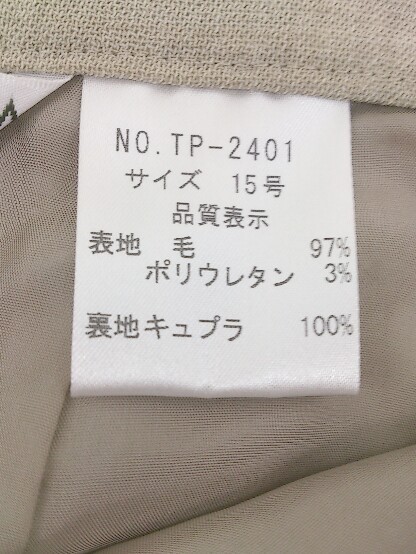 NO.TP-2401
サイズ 15号
品質表示
表地 毛 97%
ポリウレタン 3%
裏地キュプラ 100%